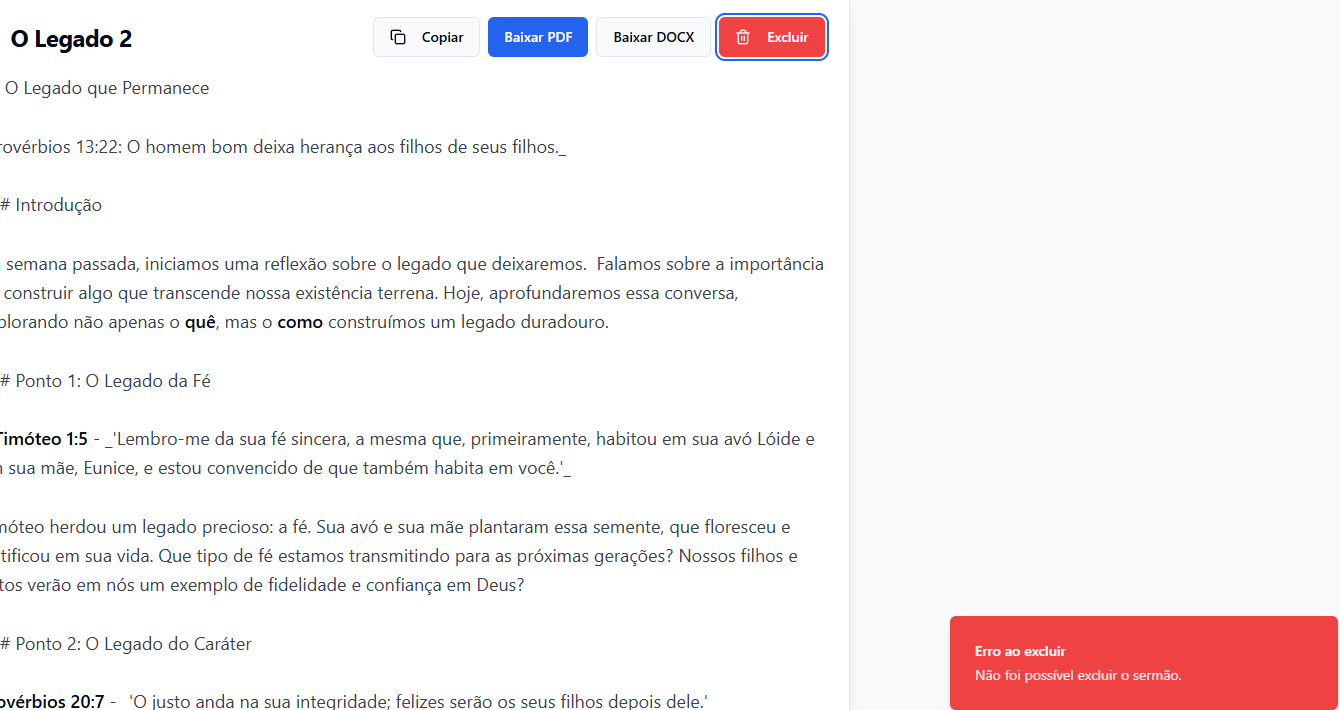 O Legado 2
Copiar
Baixar PDF
Baixar DOCX
Excluir
O Legado que Permanece
rovérbios 13:22: O homem bom deixa herança aos filhos de seus filhos._
# Introdução
semana passada, iniciamos uma reflexão sobre o legado que deixaremos.  Falamos sobre a importância
construir algo que transcende nossa existência terrena. Hoje, aprofundaremos essa conversa,
plorando não apenas o quê, mas o como construímos um legado duradouro.
# Ponto 1: O Legado da Fé
Timóteo 1:5 - _'Lembro-me da sua fé sincera, a mesma que, primeiramente, habitou em sua avó Lóide e
sua mãe, Eunice, e estou convencido de que também habita em você.'_
móteo herdou um legado precioso: a fé. Sua avó e sua mãe plantaram essa semente, que floresceu e
tificou em sua vida. Que tipo de fé estamos transmitindo para as próximas gerações? Nossos filhos e
tos verão em nós um exemplo de fidelidade e confiança em Deus?
# Ponto 2: O Legado do Caráter
ovérbios 20:7 -  'O justo anda na sua integridade; felizes serão os seus filhos depois dele.'
Erro ao excluir
Não foi possível excluir o sermão.